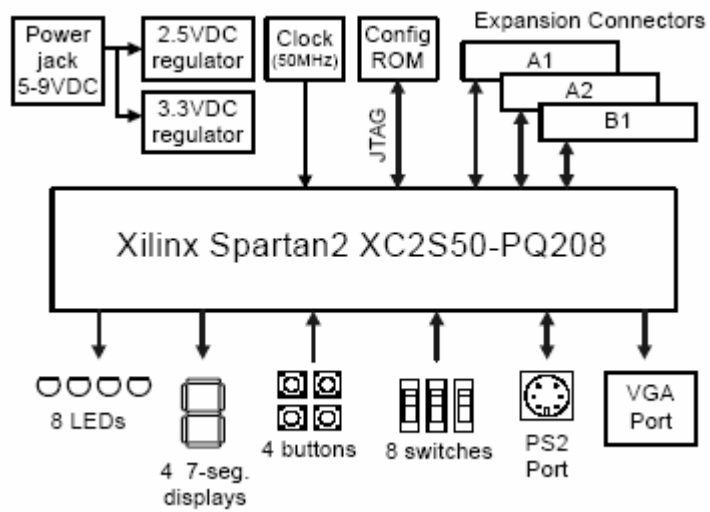 Expansion Connectors
Power
jack
5-9VDC
2.5VDC
regulator
3.3VDC
regulator
Clock
(50MHz)
Config
ROM
JTAG
A1
A2
B1
Xilinx Spartan2 XC2S50-PQ208
8 LEDs
4 7-seg.
displays
4 buttons
8 switches
PS2
Port
VGA
Port